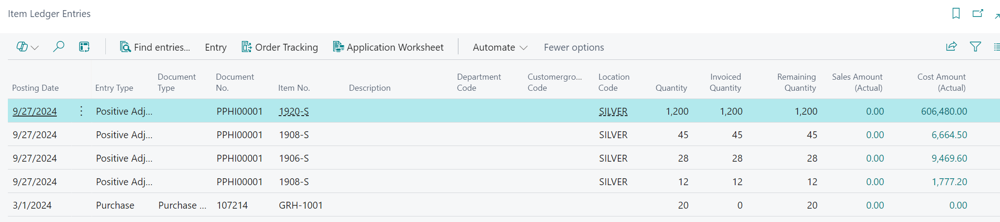 Item Ledger Entries
Find entries... Entry Order Tracking Application Worksheet Automate Fewer options
Posting Date Entry Type Document Type Document No. Item No. Description Department Code Customergro... Code Location Code Quantity Invoiced Quantity Remaining Quantity Sales Amount (Actual) Cost Amount (Actual)
9/27/2024 Positive Adj... PPHI00001 1920-S SILVER 1,200 1,200 1,200 0.00 606,480.00
9/27/2024 Positive Adj... PPHI00001 1908-S SILVER 45 45 45 0.00 6,664.50
9/27/2024 Positive Adj... PPHI00001 1906-S SILVER 28 28 28 0.00 9,469.60
9/27/2024 Positive Adj... PPHI00001 1908-S SILVER 12 12 12 0.00 1,777.20
3/1/2024 Purchase Purchase ... 107214 GRH-1001 20 0 20 0.00 0.00